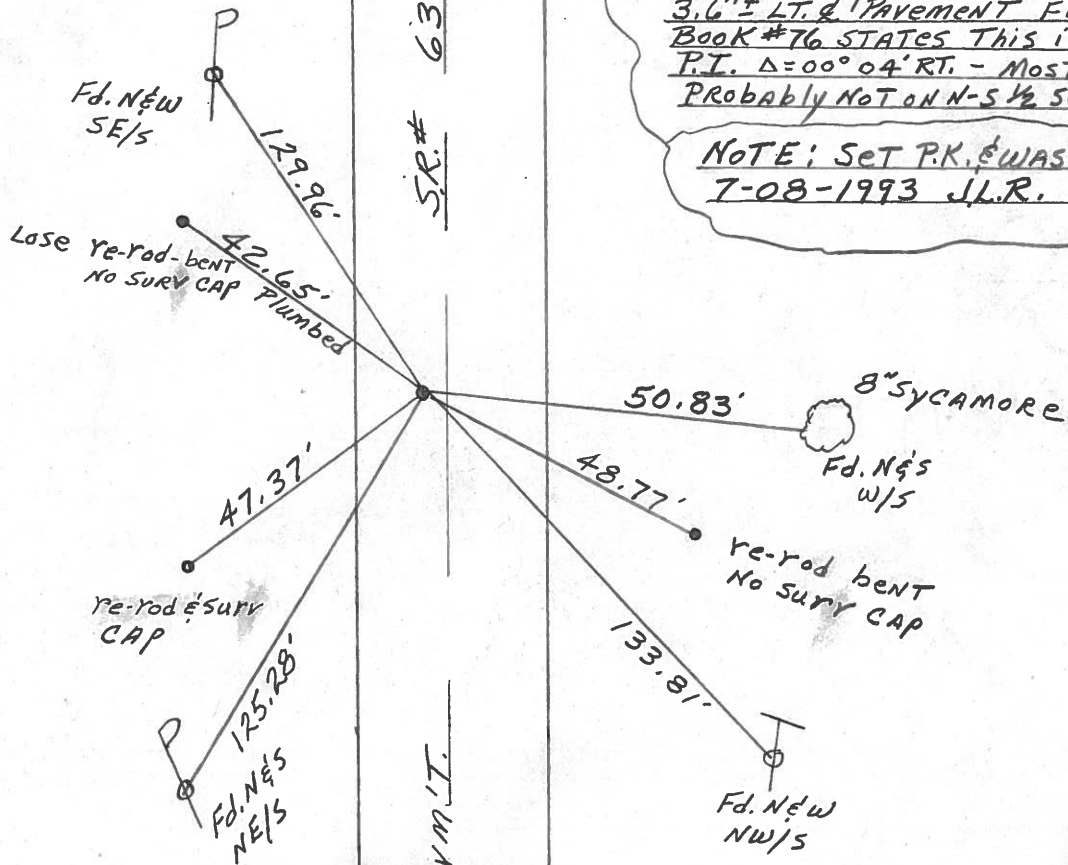 3.6"± LT. ℄ PAVEMENT
BOOK #76 STATES This
P.I. Δ=00° 04' RT. - MOST
PRObAbly NOT ON N-S ½
NOTE: SET P.K. & WAS
7-08-1993 J.L.R.
S.R.# 63
P
Fd. N&W
SE/S
129.96'
Lose re-rod-bent
No SURV CAP
42.65'
Plumbed
50.83'
8" SYCAMORE
Fd. N&S
W/S
47.37'
re-rod & Surv
CAP
48.77'
re-rod bent
No surv CAP
125.28'
P
Fd. N&S
NE/S
133.81'
T
Fd. N&W
NW/S
VM'T.